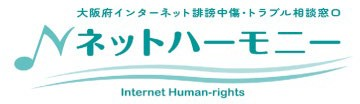 大阪府インターネット誹謗中傷・トラブル相談窓口
ネットハーモニー
Internet Human-rights